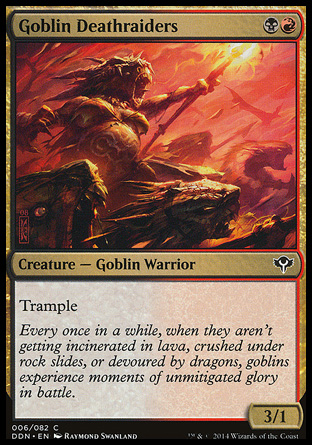 Goblin Deathraiders
Creature — Goblin Warrior
Trample
Every once in a while, when they aren't
getting incinerated in lava, crushed under
rock slides, or devoured by dragons, goblins
experience moments of unmitigated glory
in battle.
3/1
006/082 C
DDN • EN RAYMOND SWANLAND
™ & © 2014 Wizards of the Coast